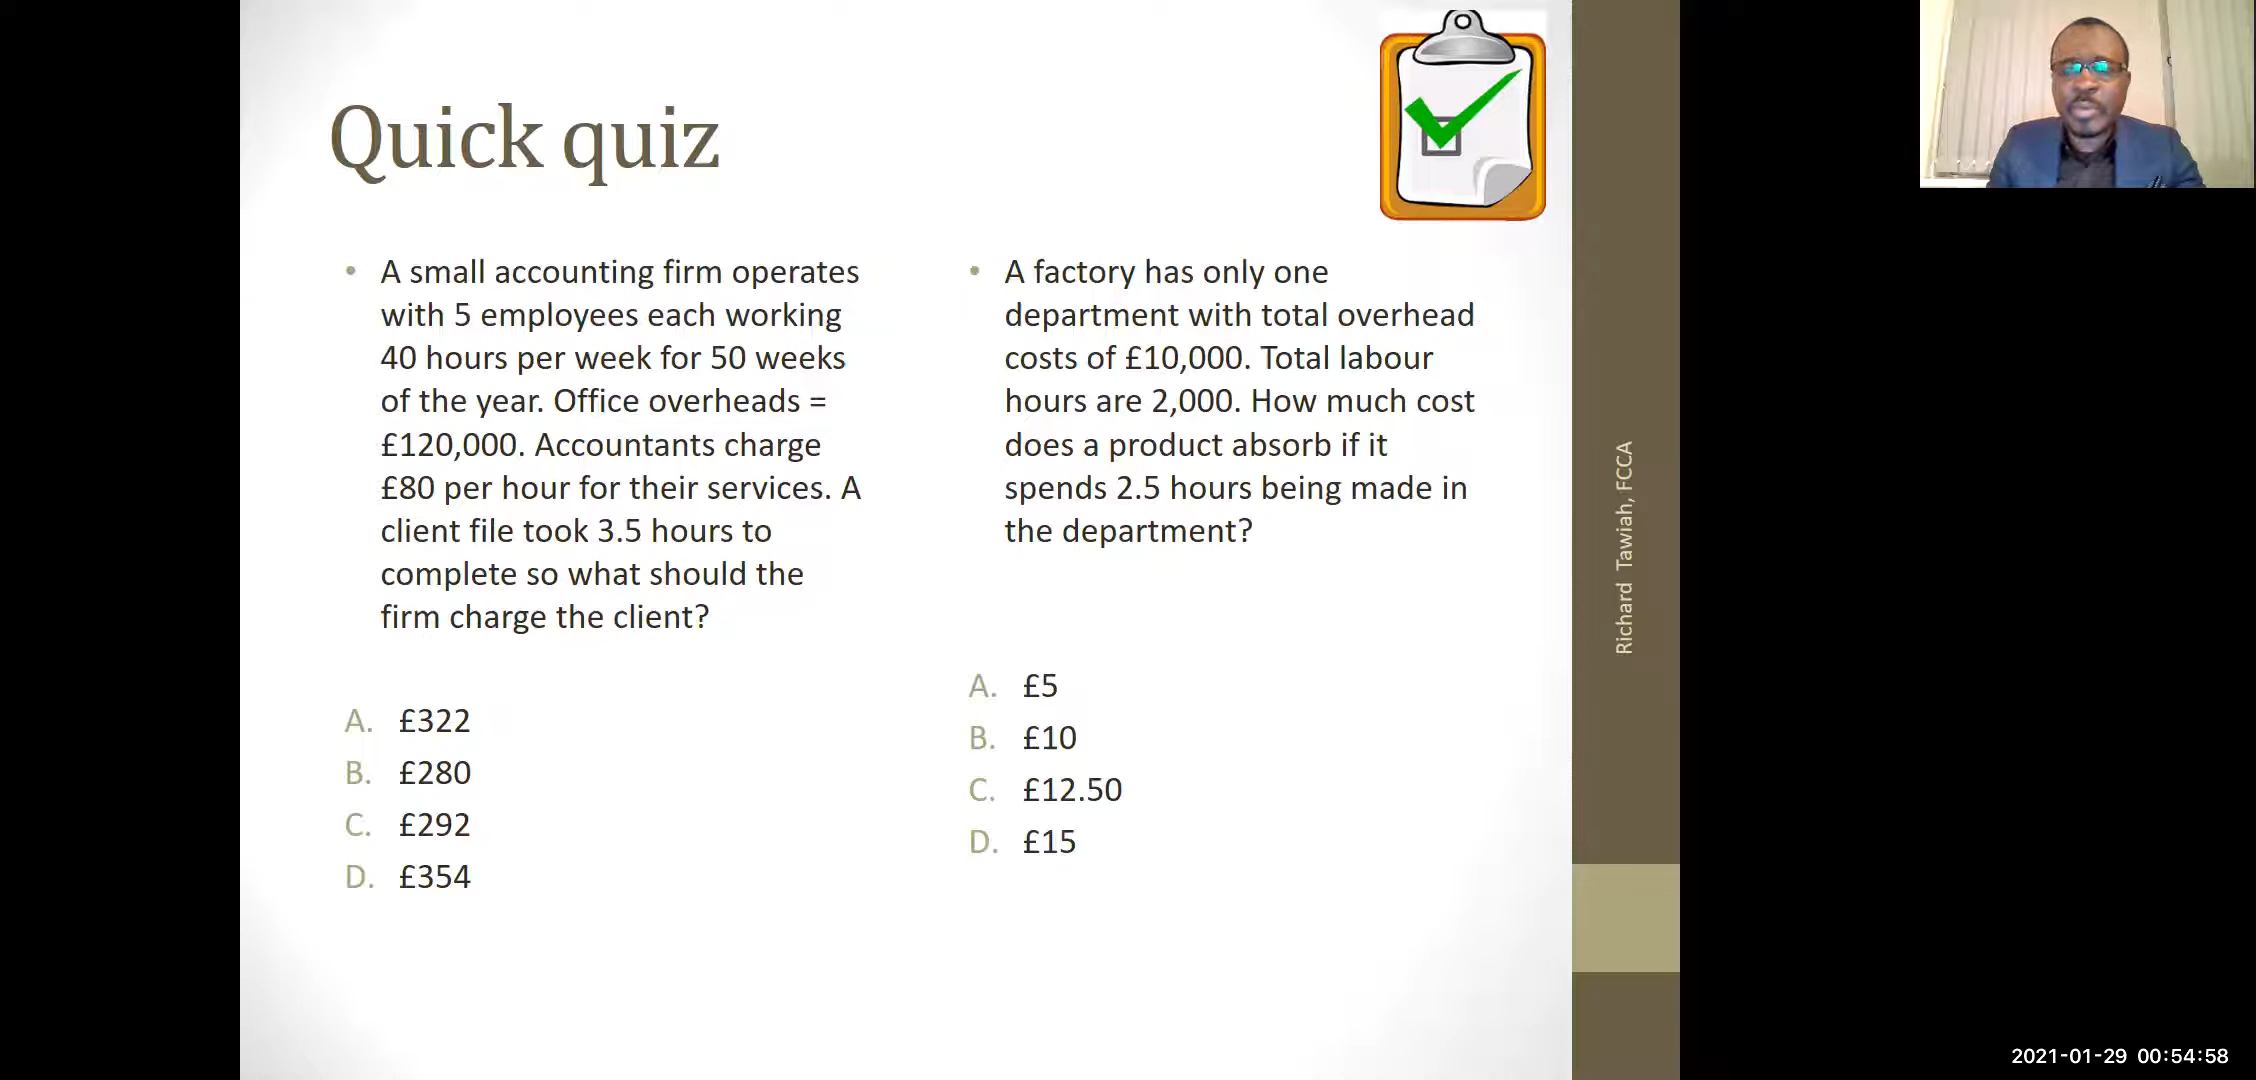 Quick quiz
• A small accounting firm operates
with 5 employees each working
40 hours per week for 50 weeks
of the year. Office overheads =
£120,000. Accountants charge
£80 per hour for their services. A
client file took 3.5 hours to
complete so what should the
firm charge the client?
A. £322
B. £280
C. £292
D. £354
• A factory has only one
department with total overhead
costs of £10,000. Total labour
hours are 2,000. How much cost
does a product absorb if it
spends 2.5 hours being made in
the department?
A. £5
B. £10
C. £12.50
D. £15
Richard Tawiah, FCCA
2021-01-29 00:54:58